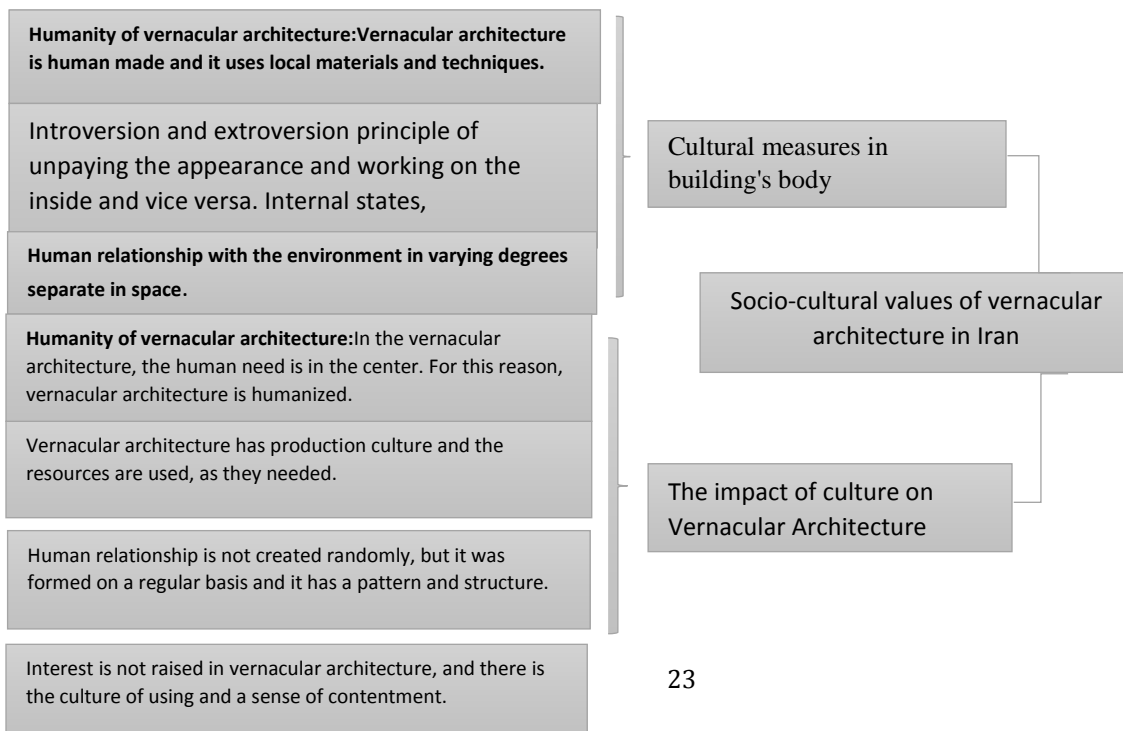 Humanity of vernacular architecture:Vernacular architecture
is human made and it uses local materials and techniques.
Introversion and extroversion principle of
unpaying the appearance and working on the
inside and vice versa. Internal states,
Human relationship with the environment in varying degrees
separate in space.
Humanity of vernacular architecture:In the vernacular
architecture, the human need is in the center. For this reason,
vernacular architecture is humanized.
Vernacular architecture has production culture and the
resources are used, as they needed.
Human relationship is not created randomly, but it was
formed on a regular basis and it has a pattern and structure.
Interest is not raised in vernacular architecture, and there is
the culture of using and a sense of contentment.
Cultural measures in
building's body
The impact of culture on
Vernacular Architecture
Socio-cultural values of vernacular
architecture in Iran
23